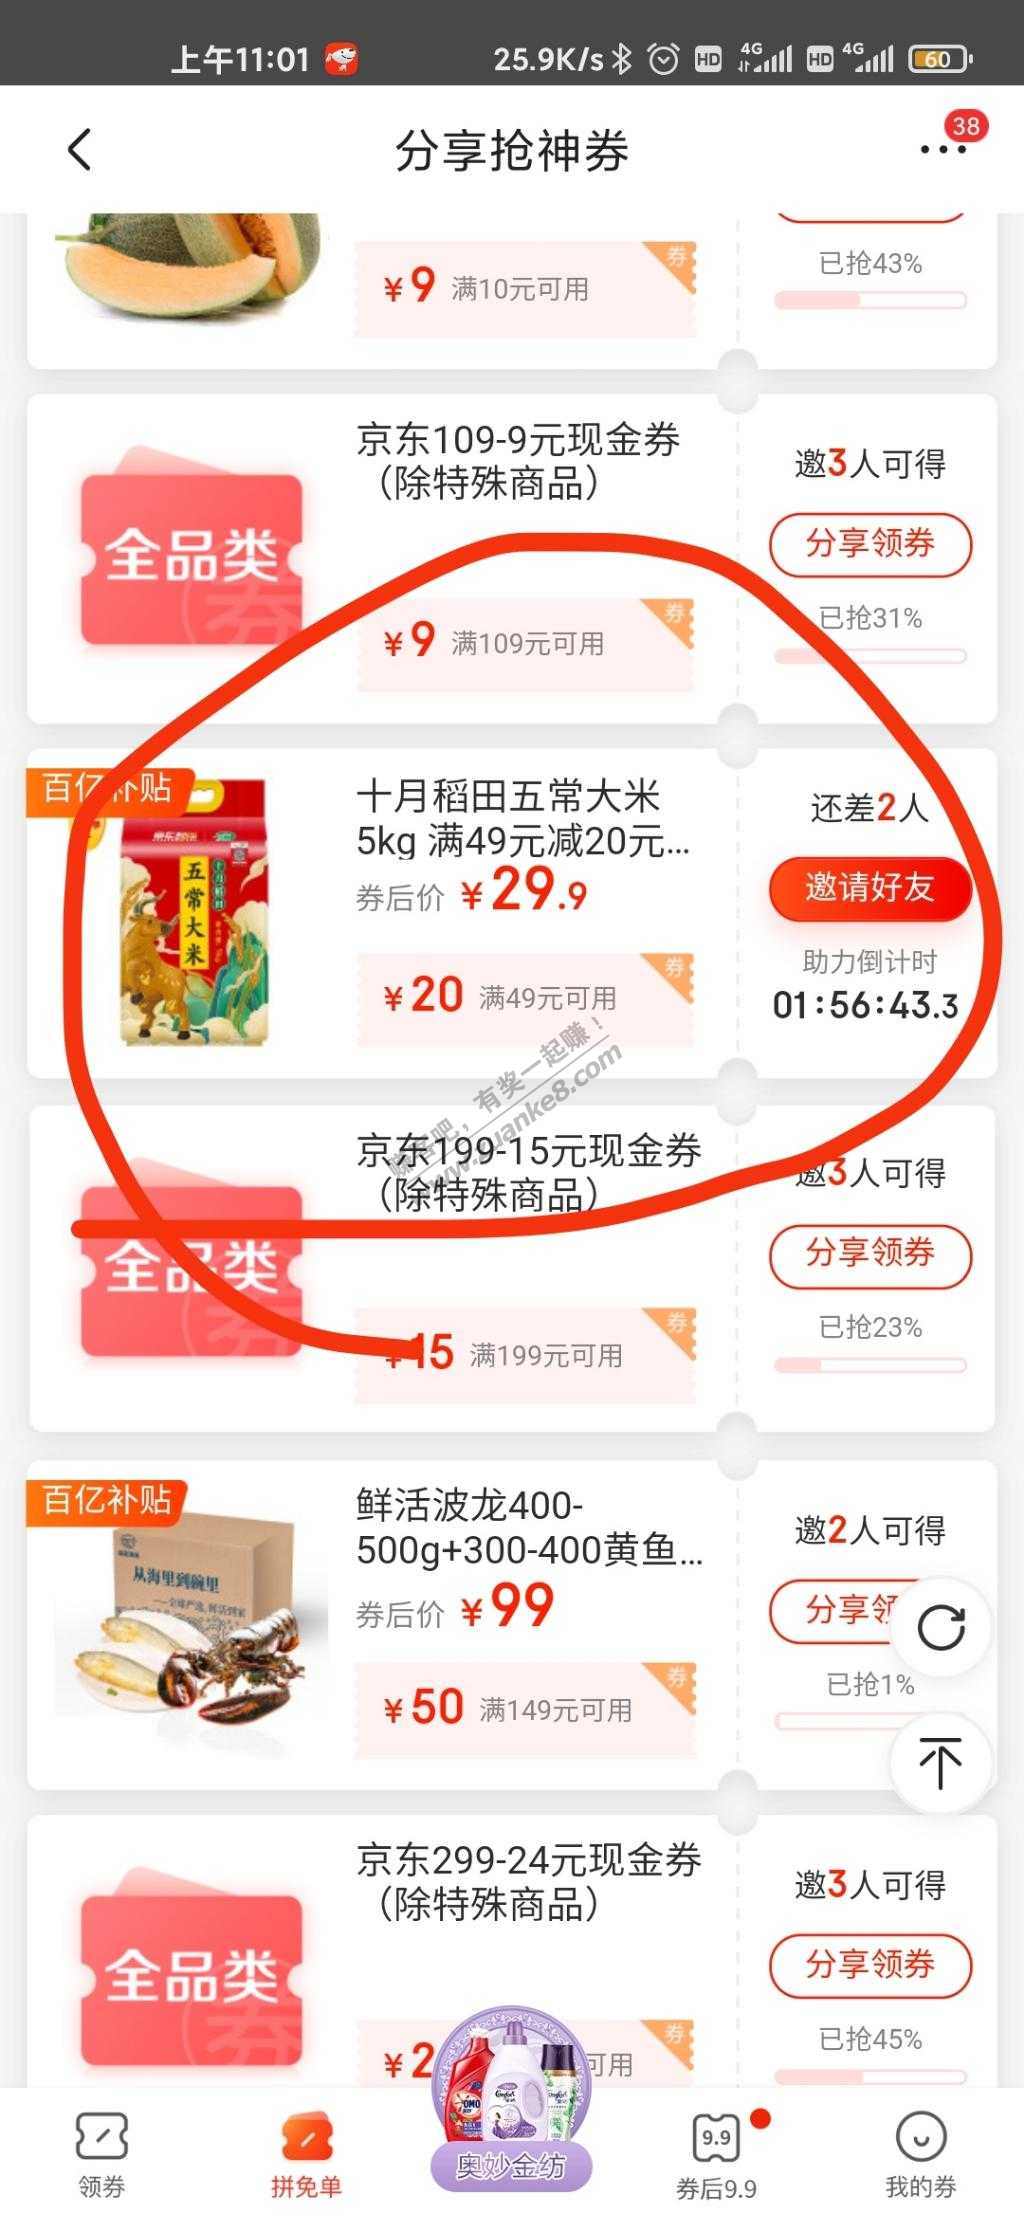 上午11:01
25.9K/s
HD
4G
HD
4G
60
分享抢神券
38
券
¥9 满10元可用
已抢43%
京东109-9元现金券
（除特殊商品）
全品类
券
¥9 满109元可用
券
邀3人可得
分享领券
已抢31%
百亿补贴
五常大米
十月稻田五常大米
5kg 满49元减20元...
券后价 ¥29.9
¥20 满49元可用
券
还差2人
邀请好友
助力倒计时
01:56:43.3
赚客吧，有奖一起赚！
www.zuanke8.com
京东199-15元现金券
（除特殊商品）
全品类
券
¥15 满199元可用
券
邀3人可得
分享领券
已抢23%
百亿补贴
从海里到碗里
鲜活波龙400-
500g+300-400黄鱼...
券后价 ¥99
¥50 满149元可用
券
邀2人可得
分享领
已抢1%
京东299-24元现金券
（除特殊商品）
全品类
券
¥2
可用
券
邀3人可得
分享领券
已抢45%
OMO
Comfort
奥妙金纺
领券
拼免单
9.9
券后9.9
我的券